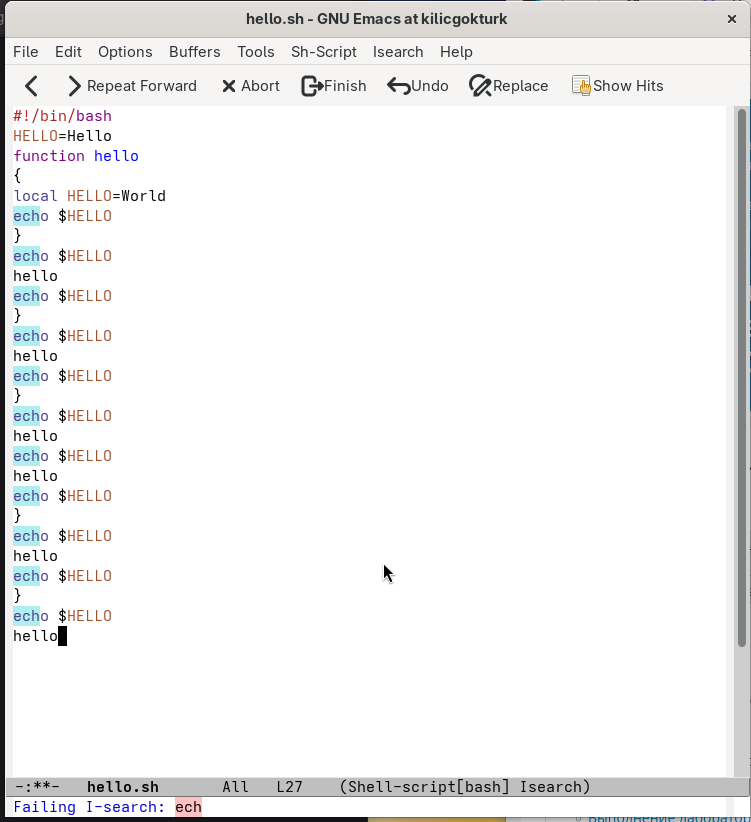 hello.sh - GNU Emacs at kilicgokturk
File Edit Options Buffers Tools Sh-Script Isearch Help
Repeat Forward Abort Finish Undo Replace Show Hits
#!/bin/bash
HELLO=Hello
function hello
{
local HELLO=World
echo $HELLO
}
echo $HELLO
hello
echo $HELLO
}
echo $HELLO
hello
echo $HELLO
}
echo $HELLO
hello
echo $HELLO
hello
echo $HELLO
}
echo $HELLO
hello
echo $HELLO
}
echo $HELLO
hello
-:**- hello.sh All L27 (Shell-script[bash] Isearch)
Failing I-search: ech